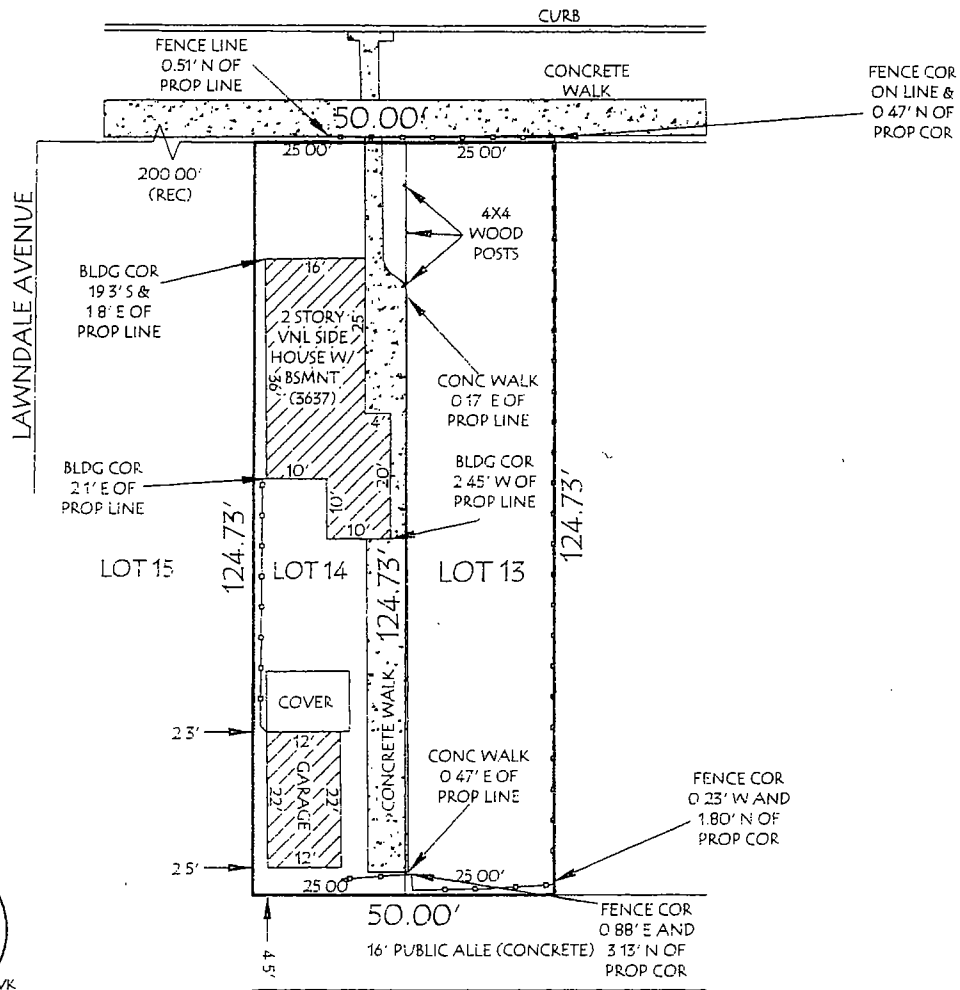 CURB
FENCE LINE
0.51' N OF
PROP LINE
CONCRETE
WALK
FENCE COR
ON LINE &
0.47' N OF
PROP COR
50.00'
25 00'
25 00'
200 00'
(REC)
LAWNDALE AVENUE
4X4
WOOD
POSTS
BLDG COR
19 3' S &
1 8' E OF
PROP LINE
16'
2 STORY
VNL SIDE
HOUSE W/
BSMNT
(3637)
25'
36'
CONC WALK
0 17' E OF
PROP LINE
4'
BLDG COR
2 1' E OF
PROP LINE
10'
20'
10'
10'
BLDG COR
2 45' W OF
PROP LINE
LOT 15
124.73'
LOT 14
124.73'
LOT 13
124.73'
COVER
CONCRETE WALK
2 3'
12'
GARAGE
22'
22'
12'
2 5'
CONC WALK
0 47' E OF
PROP LINE
FENCE COR
0 23' W AND
1.80' N OF
PROP COR
25 00'
25 00'
50.00'
4.5'
16' PUBLIC ALLE (CONCRETE)
FENCE COR
0 88' E AND
3 13' N OF
PROP COR
VK